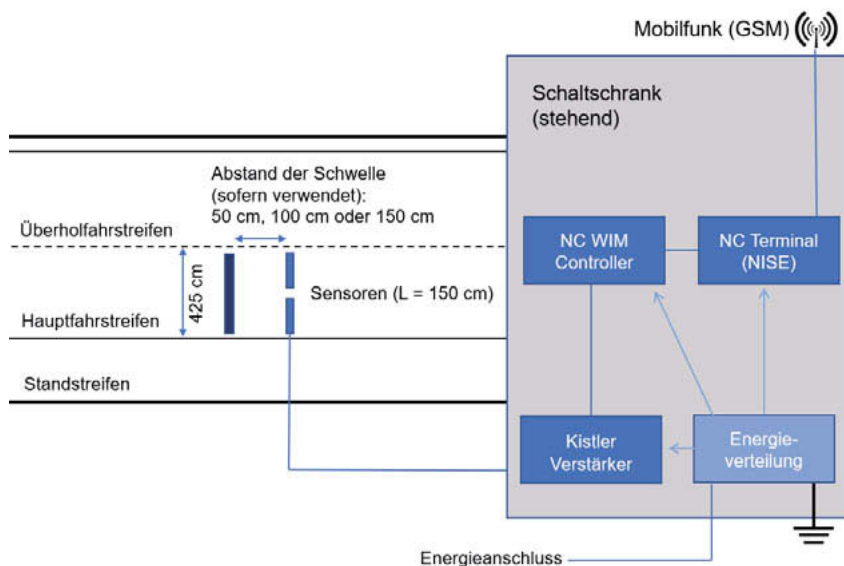 Mobilfunk (GSM)
Schaltschrank
(stehend)
Abstand der Schwelle
(sofern verwendet):
50 cm, 100 cm oder 150 cm
Überholfahrstreifen
NC WIM
Controller
NC Terminal
(NISE)
425 cm
Sensoren (L = 150 cm)
Hauptfahrstreifen
Standstreifen
Kistler
Verstärker
Energie-
verteilung
Energieanschluss